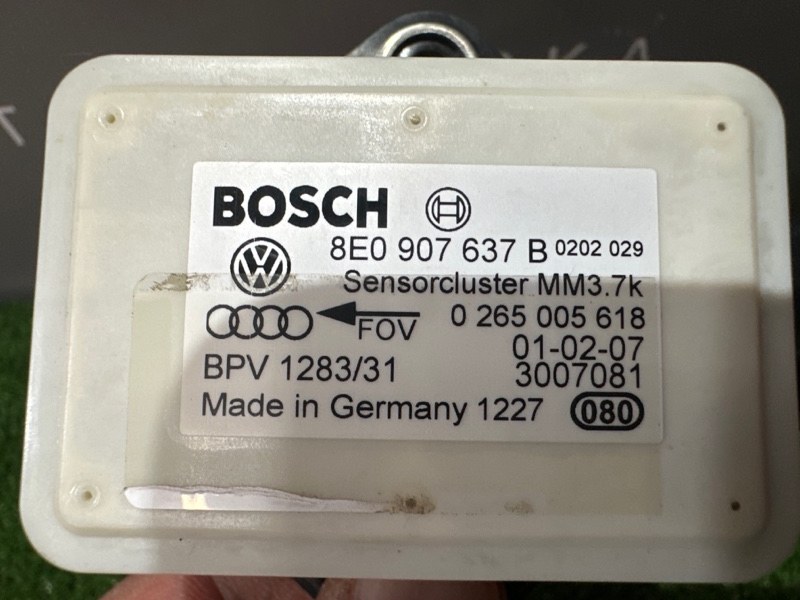 BOSCH
8E0 907 637 B 0202 029
Sensorcluster MM3.7k
FOV 0 265 005 618
01-02-07
BPV 1283/31 3007081
Made in Germany 1227 080